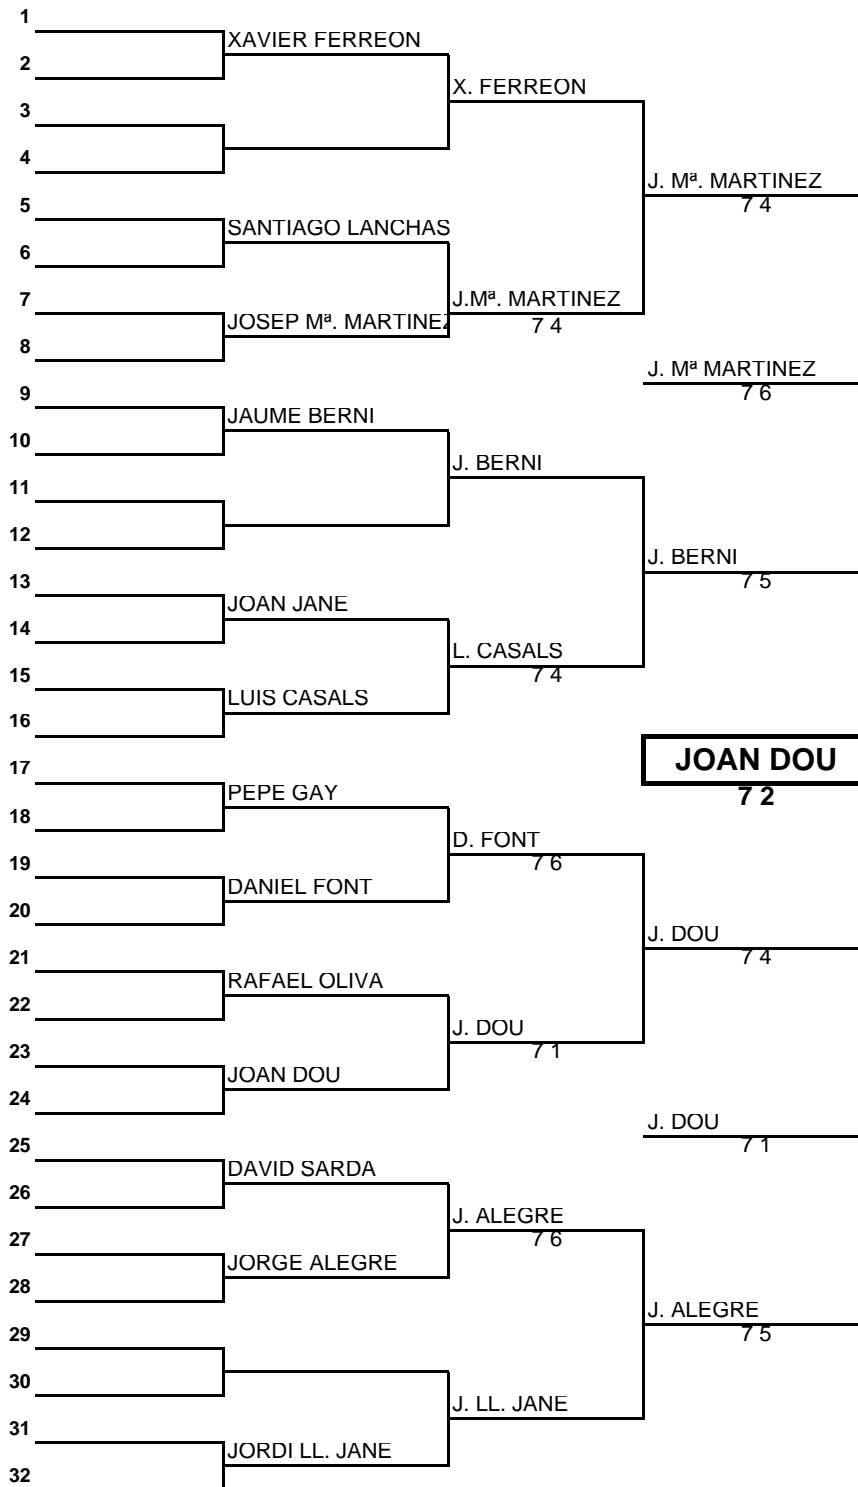 1
XAVIER FERREON
2
X. FERREON
3
4
J. Mª. MARTINEZ
7 4
5
SANTIAGO LANCHAS
6
7
J.Mª. MARTINEZ
7 4
JOSEP Mª. MARTINEZ
8
J. Mª MARTINEZ
7 6
9
JAUME BERNI
10
J. BERNI
11
12
J. BERNI
7 5
13
JOAN JANE
14
L. CASALS
7 4
15
LUIS CASALS
16
JOAN DOU
7 2
17
PEPE GAY
18
D. FONT
7 6
19
DANIEL FONT
20
J. DOU
7 4
21
RAFAEL OLIVA
22
J. DOU
7 1
23
JOAN DOU
24
J. DOU
7 1
25
DAVID SARDA
26
J. ALEGRE
7 6
27
JORGE ALEGRE
28
J. ALEGRE
7 5
29
30
J. LL. JANE
31
JORDI LL. JANE
32